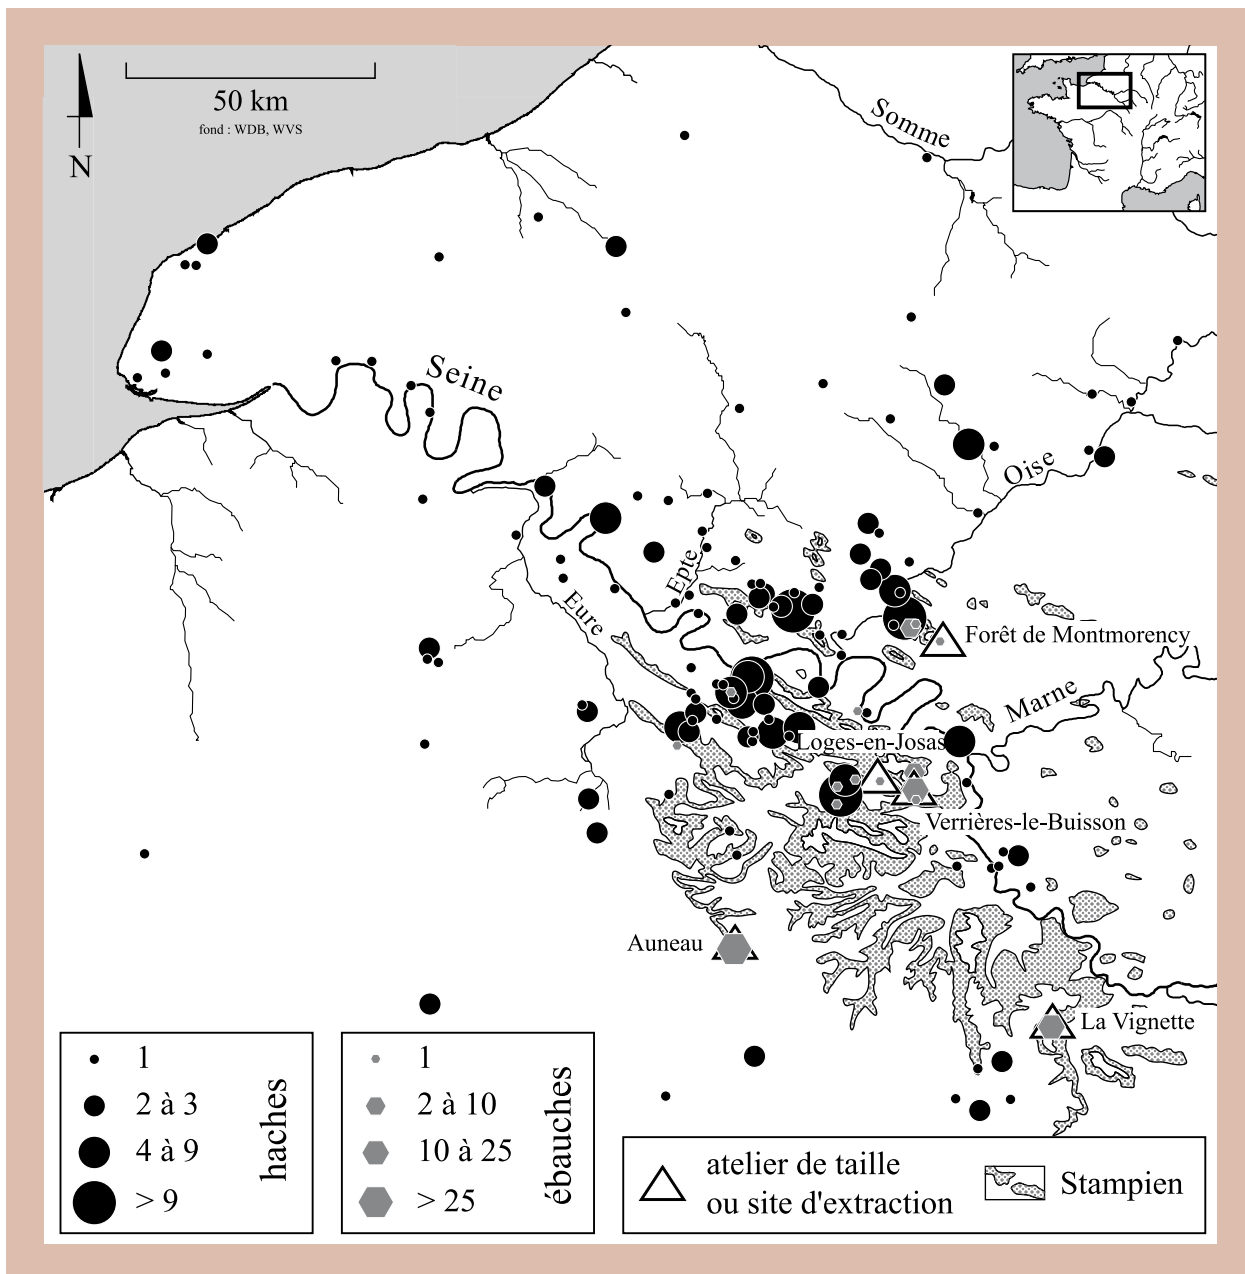 50 km
fond : WDB, WVS
N
Somme
Seine
Oise
Epte
Eure
Forêt de Montmorency
Marne
Loges-en-Josas
Verrières-le-Buisson
Auneau
La Vignette
1
2 à 3
4 à 9
> 9
haches
1
2 à 10
10 à 25
> 25
ébauches
atelier de taille
ou site d'extraction
Stampien